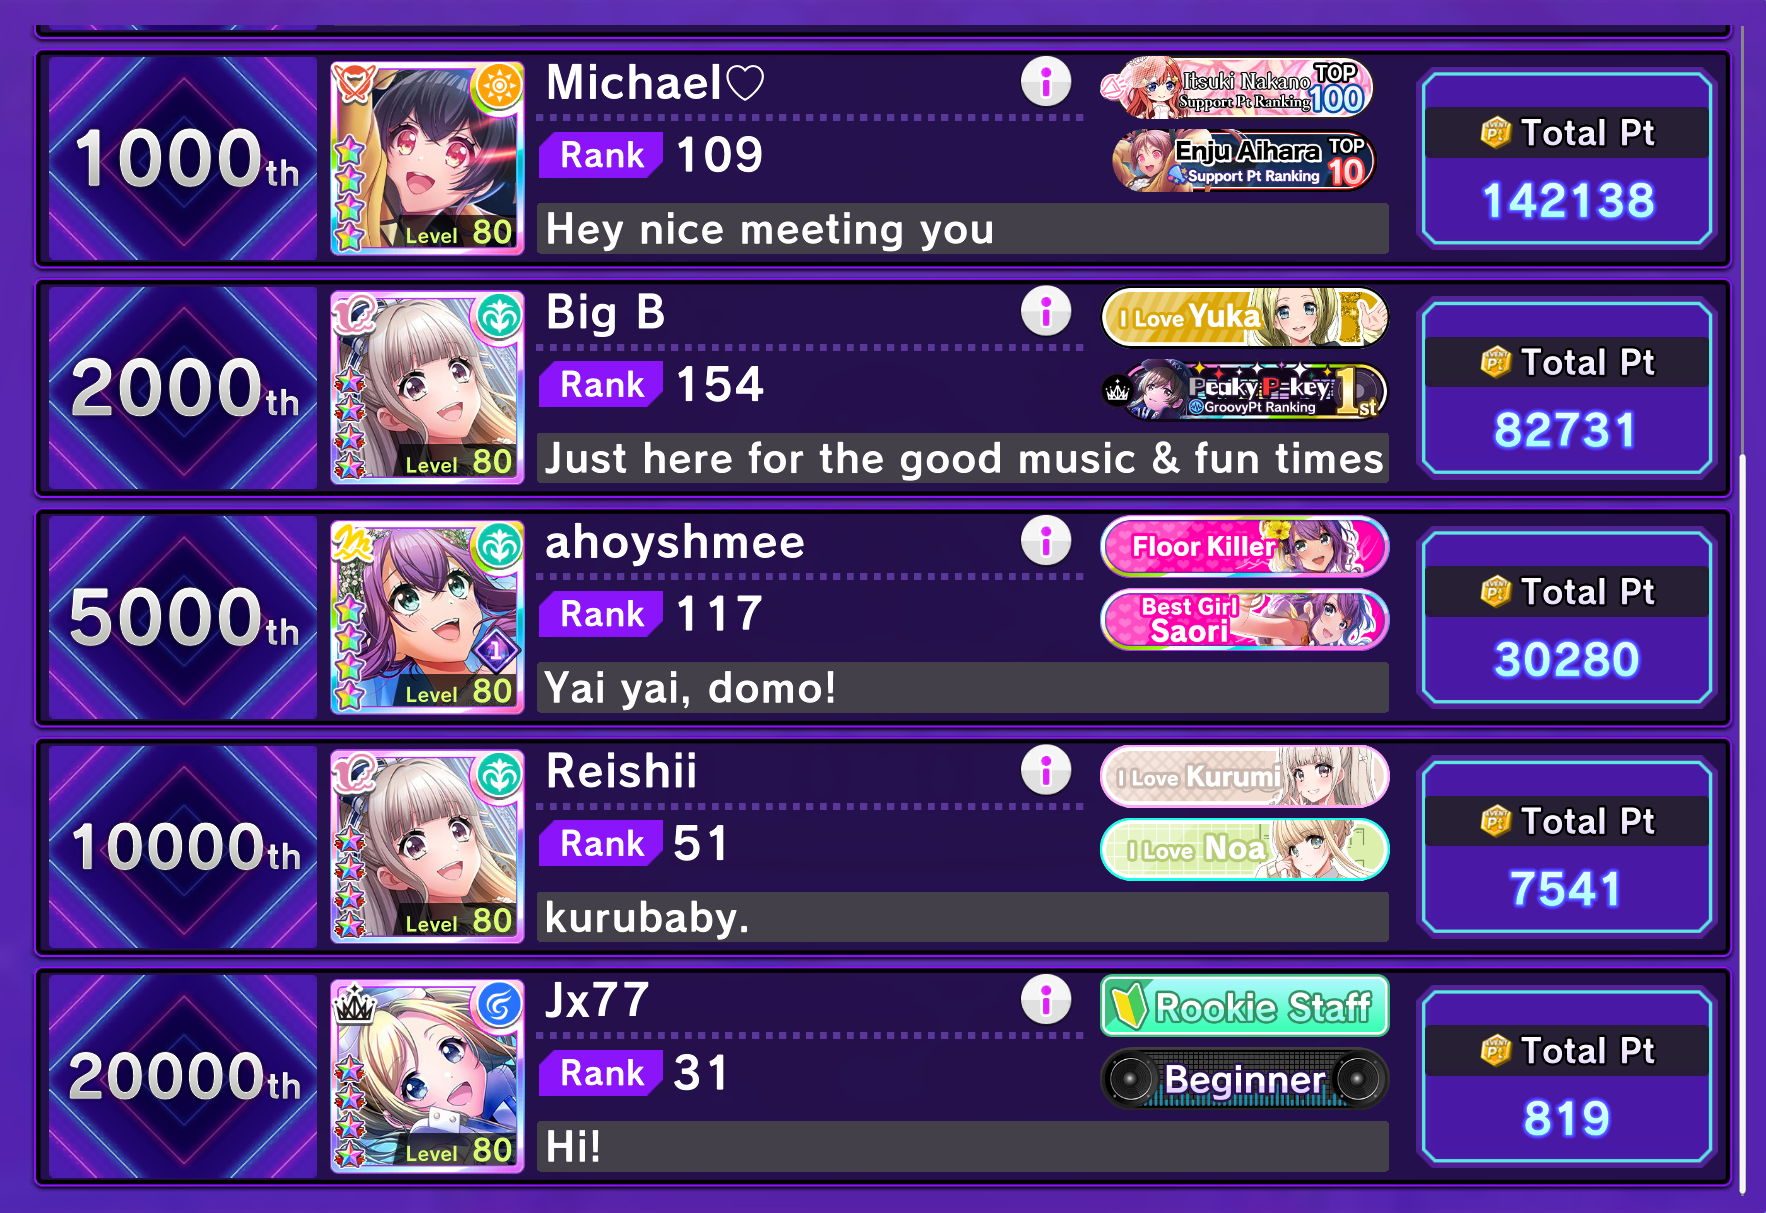 1000th
Michael♡
Rank 109
Hey nice meeting you
Itsuki Nakano TOP
Support Pt Ranking 100
Enju Aihara TOP
Support Pt Ranking 10
Level 80
Total Pt
142138
2000th
Big B
Rank 154
Just here for the good music & fun times
I Love Yuka
Peaky P-key 1st
GroovyPt Ranking
Level 80
Total Pt
82731
5000th
ahoyshmee
Rank 117
Yai yai, domo!
Floor Killer
Best Girl
Saori
1
Level 80
Total Pt
30280
10000th
Reishii
Rank 51
kurubaby.
I Love Kurumi
I Love Noa
Level 80
Total Pt
7541
20000th
Jx77
Rank 31
Hi!
Rookie Staff
Beginner
Level 80
Total Pt
819